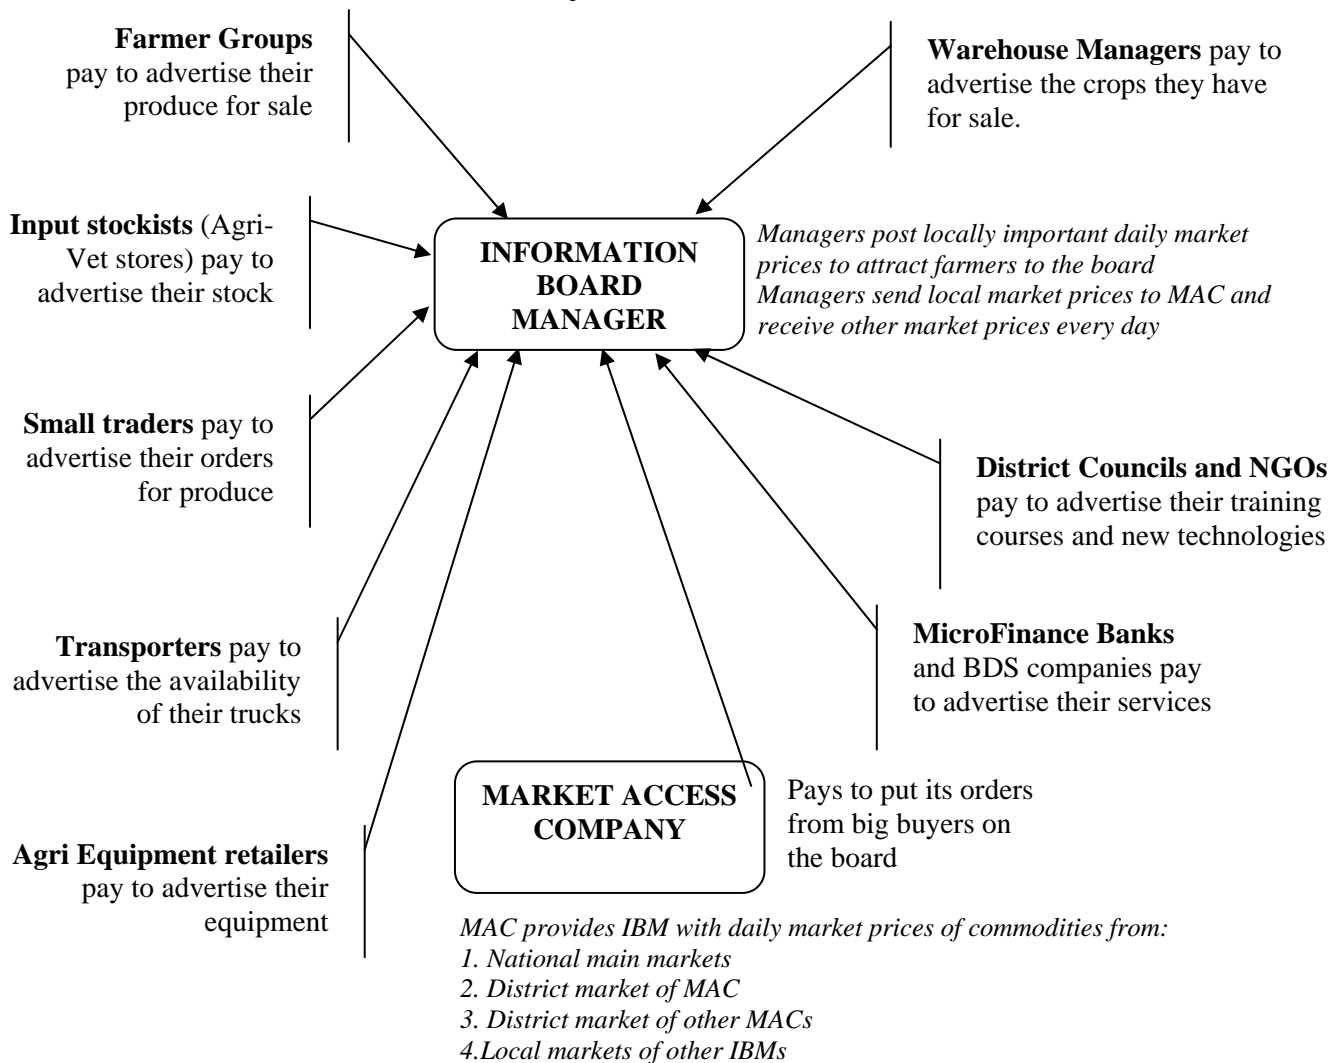 Farmer Groups
pay to advertise their
produce for sale
Warehouse Managers pay to
advertise the crops they have
for sale.
Input stockists (Agri-
Vet stores) pay to
advertise their stock
INFORMATION
BOARD
MANAGER
Managers post locally important daily market
prices to attract farmers to the board
Managers send local market prices to MAC and
receive other market prices every day
Small traders pay to
advertise their orders
for produce
District Councils and NGOs
pay to advertise their training
courses and new technologies
Transporters pay to
advertise the availability
of their trucks
MicroFinance Banks
and BDS companies pay
to advertise their services
MARKET ACCESS
COMPANY
Pays to put its orders
from big buyers on
the board
Agri Equipment retailers
pay to advertise their
equipment
MAC provides IBM with daily market prices of commodities from:
1. National main markets
2. District market of MAC
3. District market of other MACs
4.Local markets of other IBMs